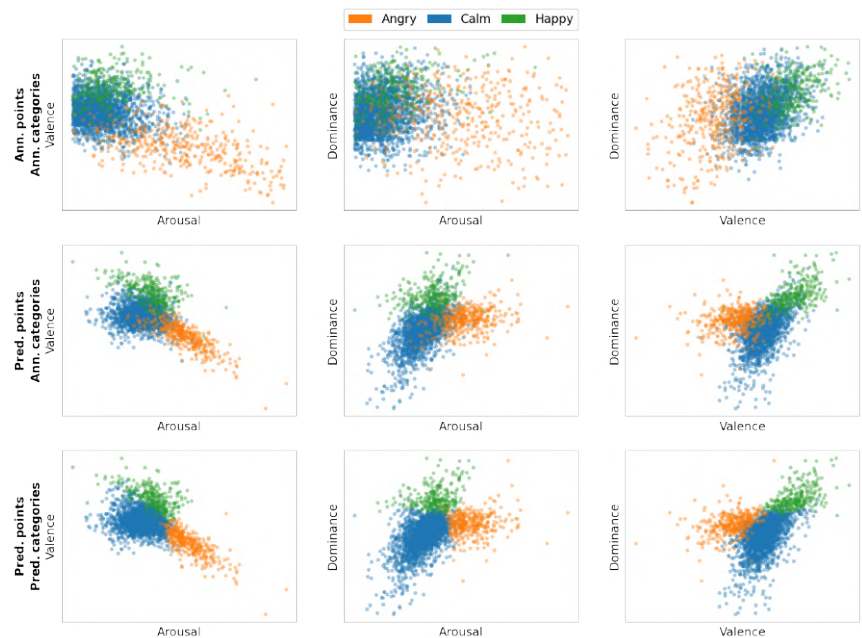 Angry Calm Happy
Ann. points
Ann. categories
Valence
Arousal
Dominance
Arousal
Dominance
Valence
Pred. points
Ann. categories
Valence
Arousal
Dominance
Arousal
Dominance
Valence
Pred. points
Pred. categories
Valence
Arousal
Dominance
Arousal
Dominance
Valence